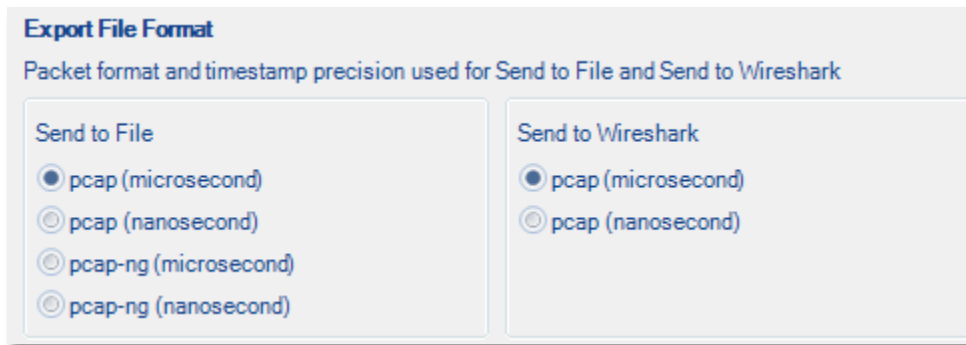 Export File Format
Packet format and timestamp precision used for Send to File and Send to Wireshark
Send to File
pcap (microsecond)
pcap (nanosecond)
pcap-ng (microsecond)
pcap-ng (nanosecond)
Send to Wireshark
pcap (microsecond)
pcap (nanosecond)